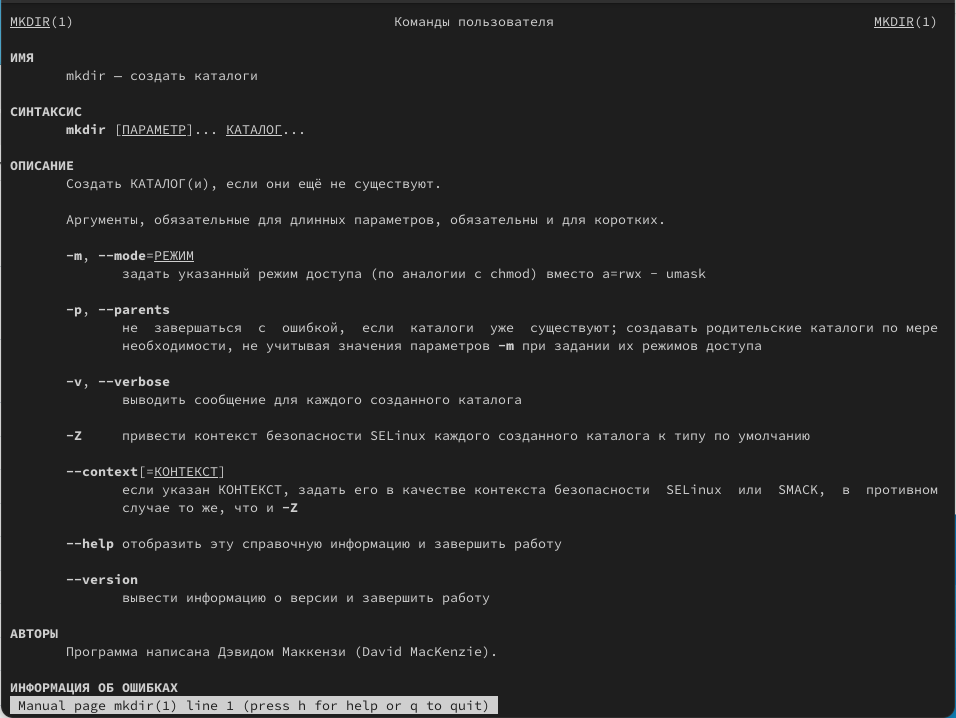 MKDIR(1) Команды пользователя MKDIR(1)
ИМЯ
mkdir — создать каталоги
СИНТАКСИС
mkdir [ПАРАМЕТР]... КАТАЛОГ...
ОПИСАНИЕ
Создать КАТАЛОГ(и), если они ещё не существуют.
Аргументы, обязательные для длинных параметров, обязательны и для коротких.
-m, --mode=РЕЖИМ
задать указанный режим доступа (по аналогии с chmod) вместо a=rwx - umask
-p, --parents
не завершаться с ошибкой, если каталоги уже существуют; создавать родительские каталоги по мере
необходимости, не учитывая значения параметров -m при задании их режимов доступа
-v, --verbose
выводить сообщение для каждого созданного каталога
-Z привести контекст безопасности SELinux каждого созданного каталога к типу по умолчанию
--context[=КОНТЕКСТ]
если указан КОНТЕКСТ, задать его в качестве контекста безопасности SELinux или SMACK, в противном
случае то же, что и -Z
--help отобразить эту справочную информацию и завершить работу
--version
вывести информацию о версии и завершить работу
АВТОРЫ
Программа написана Дэвидом Маккензи (David MacKenzie).
ИНФОРМАЦИЯ ОБ ОШИБКАХ
Manual page mkdir(1) line 1 (press h for help or q to quit)